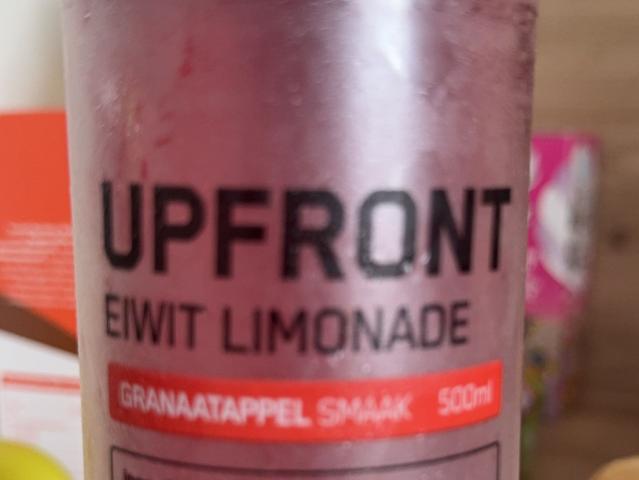 UPFRONT
EIWIT LIMONADE
GRANAATAPPEL SMAAK 500ml